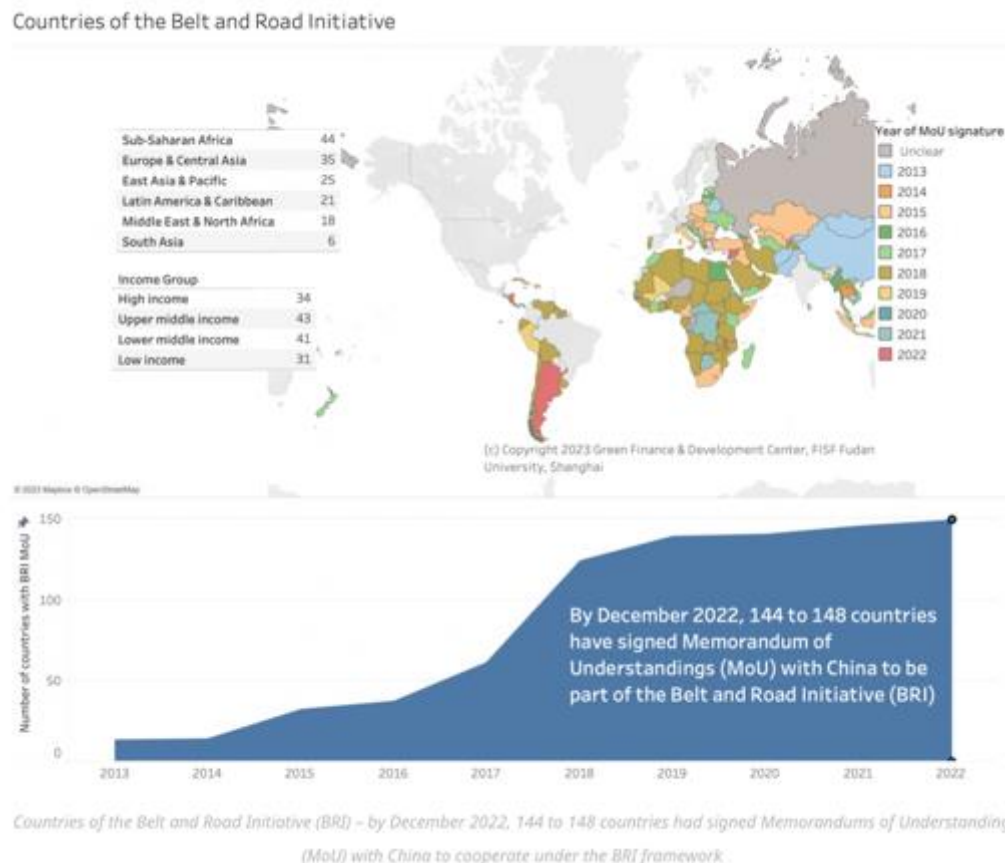 Countries of the Belt and Road Initiative
Sub-Saharan Africa 44
Europe & Central Asia 35
East Asia & Pacific 25
Latin America & Caribbean 21
Middle East & North Africa 18
South Asia 6
Income Group
High income 34
Upper middle income 43
Lower middle income 41
Low income 31
Year of MoU signature
Unclear
2013
2014
2015
2016
2017
2018
2019
2020
2021
2022
(c) Copyright 2023 Green Finance & Development Center, FISF Fudan
University, Shanghai
© 2023 Mapbox © OpenStreetMap
Number of countries with BRI MoU
150
100
50
0
By December 2022, 144 to 148 countries
have signed Memorandum of
Understandings (MoU) with China to be
part of the Belt and Road Initiative (BRI)
2013 2014 2015 2016 2017 2018 2019 2020 2021 2022
Countries of the Belt and Road Initiative (BRI) – by December 2022, 144 to 148 countries had signed Memorandums of Understanding
(MoU) with China to cooperate under the BRI framework .